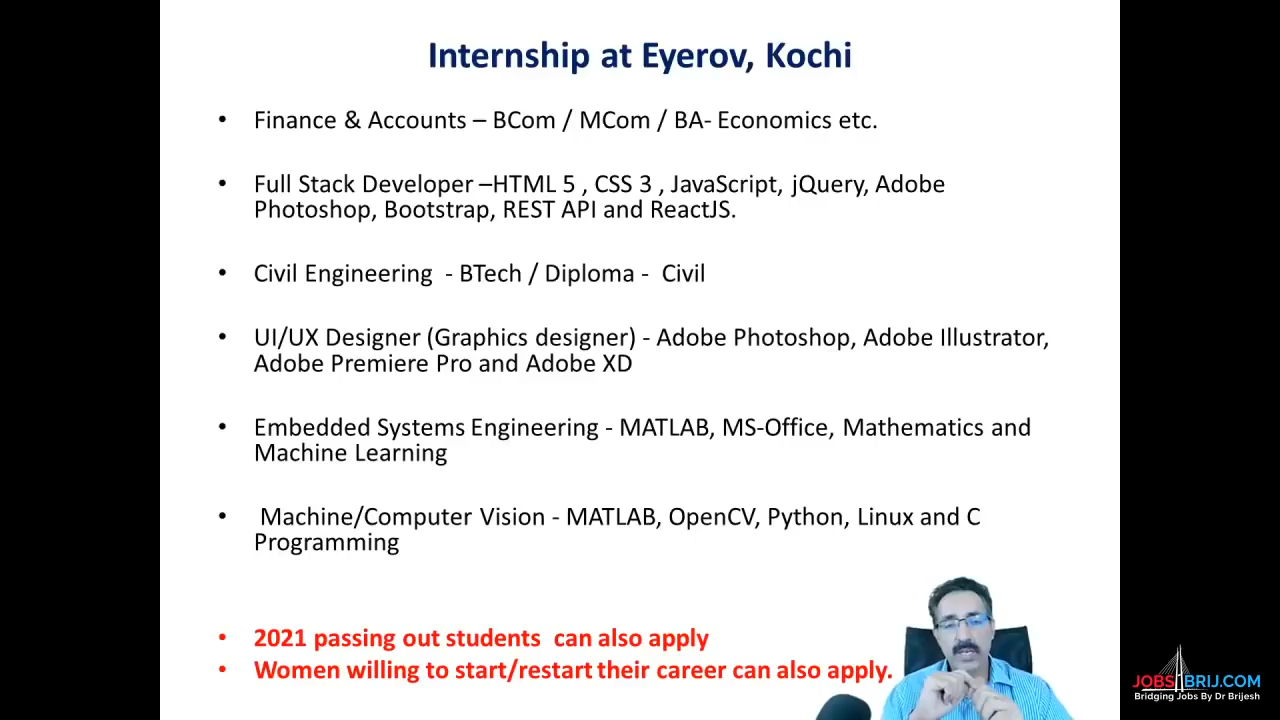 Internship at Eyerov, Kochi
• Finance & Accounts – BCom / MCom / BA- Economics etc.
• Full Stack Developer –HTML 5 , CSS 3 , JavaScript, jQuery, Adobe
Photoshop, Bootstrap, REST API and ReactJS.
• Civil Engineering - BTech / Diploma - Civil
• UI/UX Designer (Graphics designer) - Adobe Photoshop, Adobe Illustrator,
Adobe Premiere Pro and Adobe XD
• Embedded Systems Engineering - MATLAB, MS-Office, Mathematics and
Machine Learning
• Machine/Computer Vision - MATLAB, OpenCV, Python, Linux and C
Programming
• 2021 passing out students can also apply
• Women willing to start/restart their career can also apply.
JOBSBRIJ.COM
Bridging Jobs By Dr Brijesh